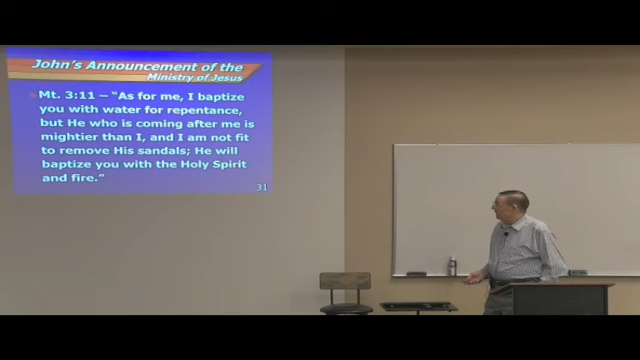 John's Announcement of the
Ministry of Jesus
Mt. 3:11 – “As for me, I baptize
you with water for repentance,
but He who is coming after me is
mightier than I, and I am not fit
to remove His sandals; He will
baptize you with the Holy Spirit
and fire.”
31